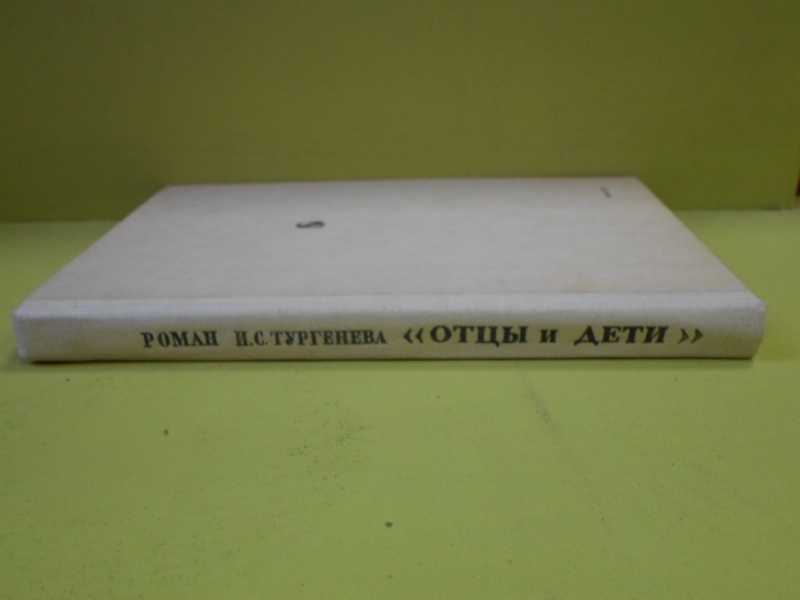 РОМАН И.С. ТУРГЕНЕВА «ОТЦЫ и ДЕТИ»